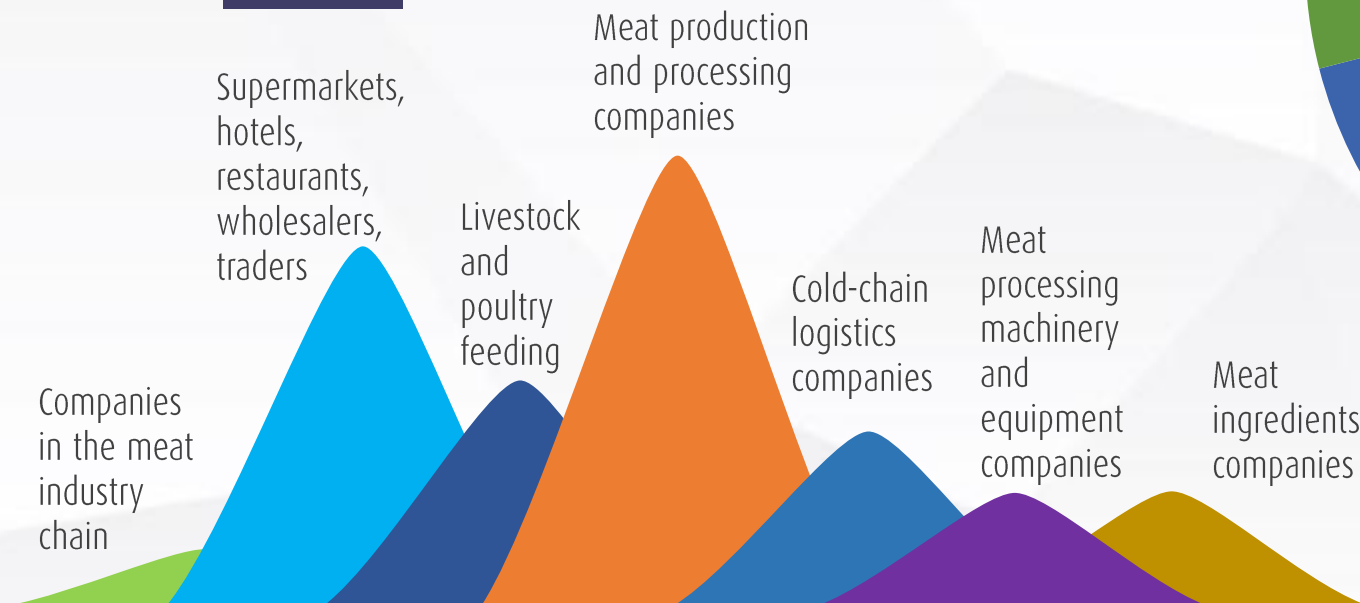 Meat production
and processing
companies
Supermarkets,
hotels,
restaurants,
wholesalers,
traders
Livestock
and
poultry
feeding
Meat
processing
machinery
and
equipment
companies
Cold-chain
logistics
companies
Meat
ingredients
companies
Companies
in the meat
industry
chain